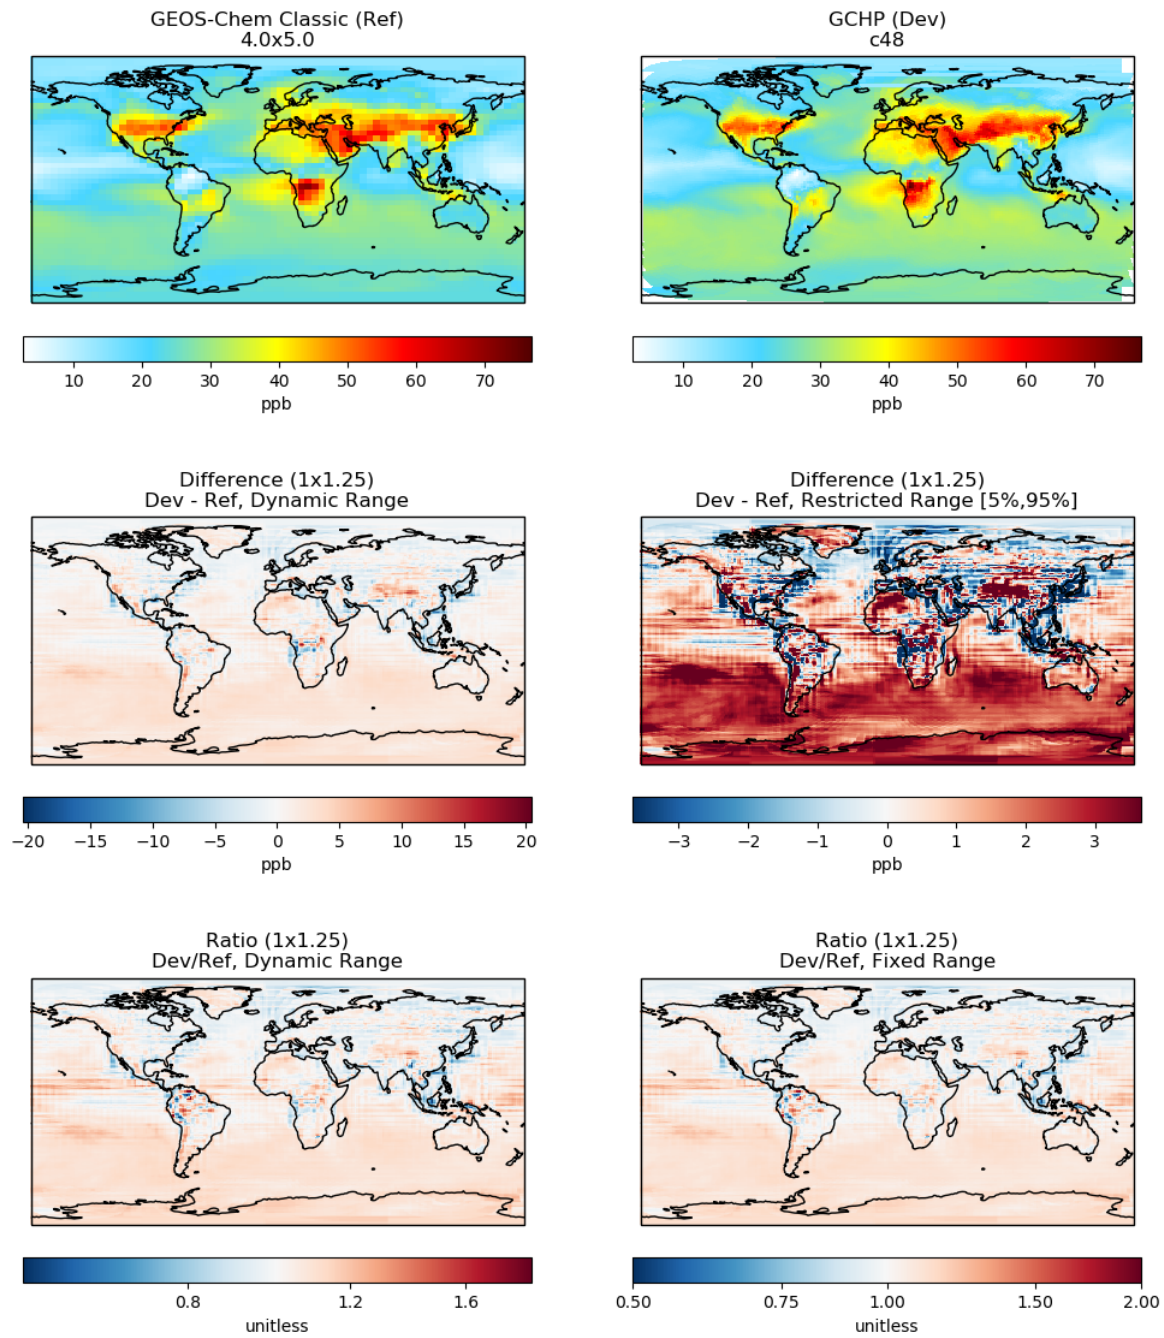 GEOS-Chem Classic (Ref)
4.0x5.0
10 20 30 40 50 60 70
ppb
GCHP (Dev)
c48
10 20 30 40 50 60 70
ppb
Difference (1x1.25)
Dev - Ref, Dynamic Range
−20 −15 −10 −5 0 5 10 15 20
ppb
Difference (1x1.25)
Dev - Ref, Restricted Range [5%,95%]
−3 −2 −1 0 1 2 3
ppb
Ratio (1x1.25)
Dev/Ref, Dynamic Range
0.8 1.2 1.6
unitless
Ratio (1x1.25)
Dev/Ref, Fixed Range
0.50 0.75 1.00 1.50 2.00
unitless